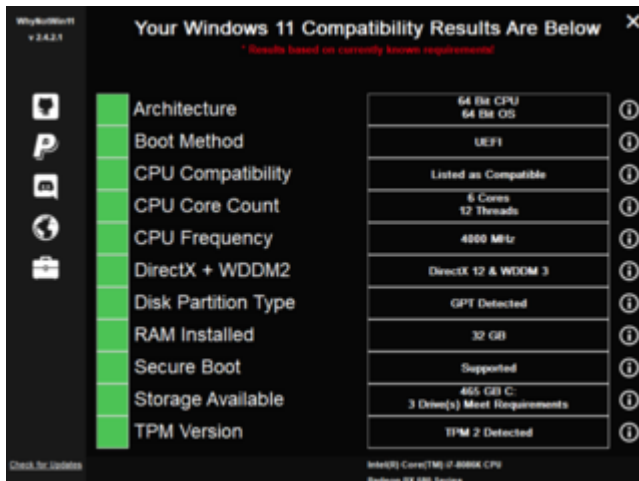 WhyNotWin11
v 2.4.2.1
Your Windows 11 Compatibility Results Are Below
* Results based on currently known requirements!
Architecture
64 Bit CPU
64 Bit OS
Boot Method
UEFI
CPU Compatibility
Listed as Compatible
CPU Core Count
6 Cores
12 Threads
CPU Frequency
4000 MHz
DirectX + WDDM2
DirectX 12 & WDDM 3
Disk Partition Type
GPT Detected
RAM Installed
32 GB
Secure Boot
Supported
Storage Available
465 GB C:
3 Drive(s) Meet Requirements
TPM Version
TPM 2 Detected
Check for Updates
Intel(R) Core(TM) i7-8086K CPU
Radeon RX 580 Series